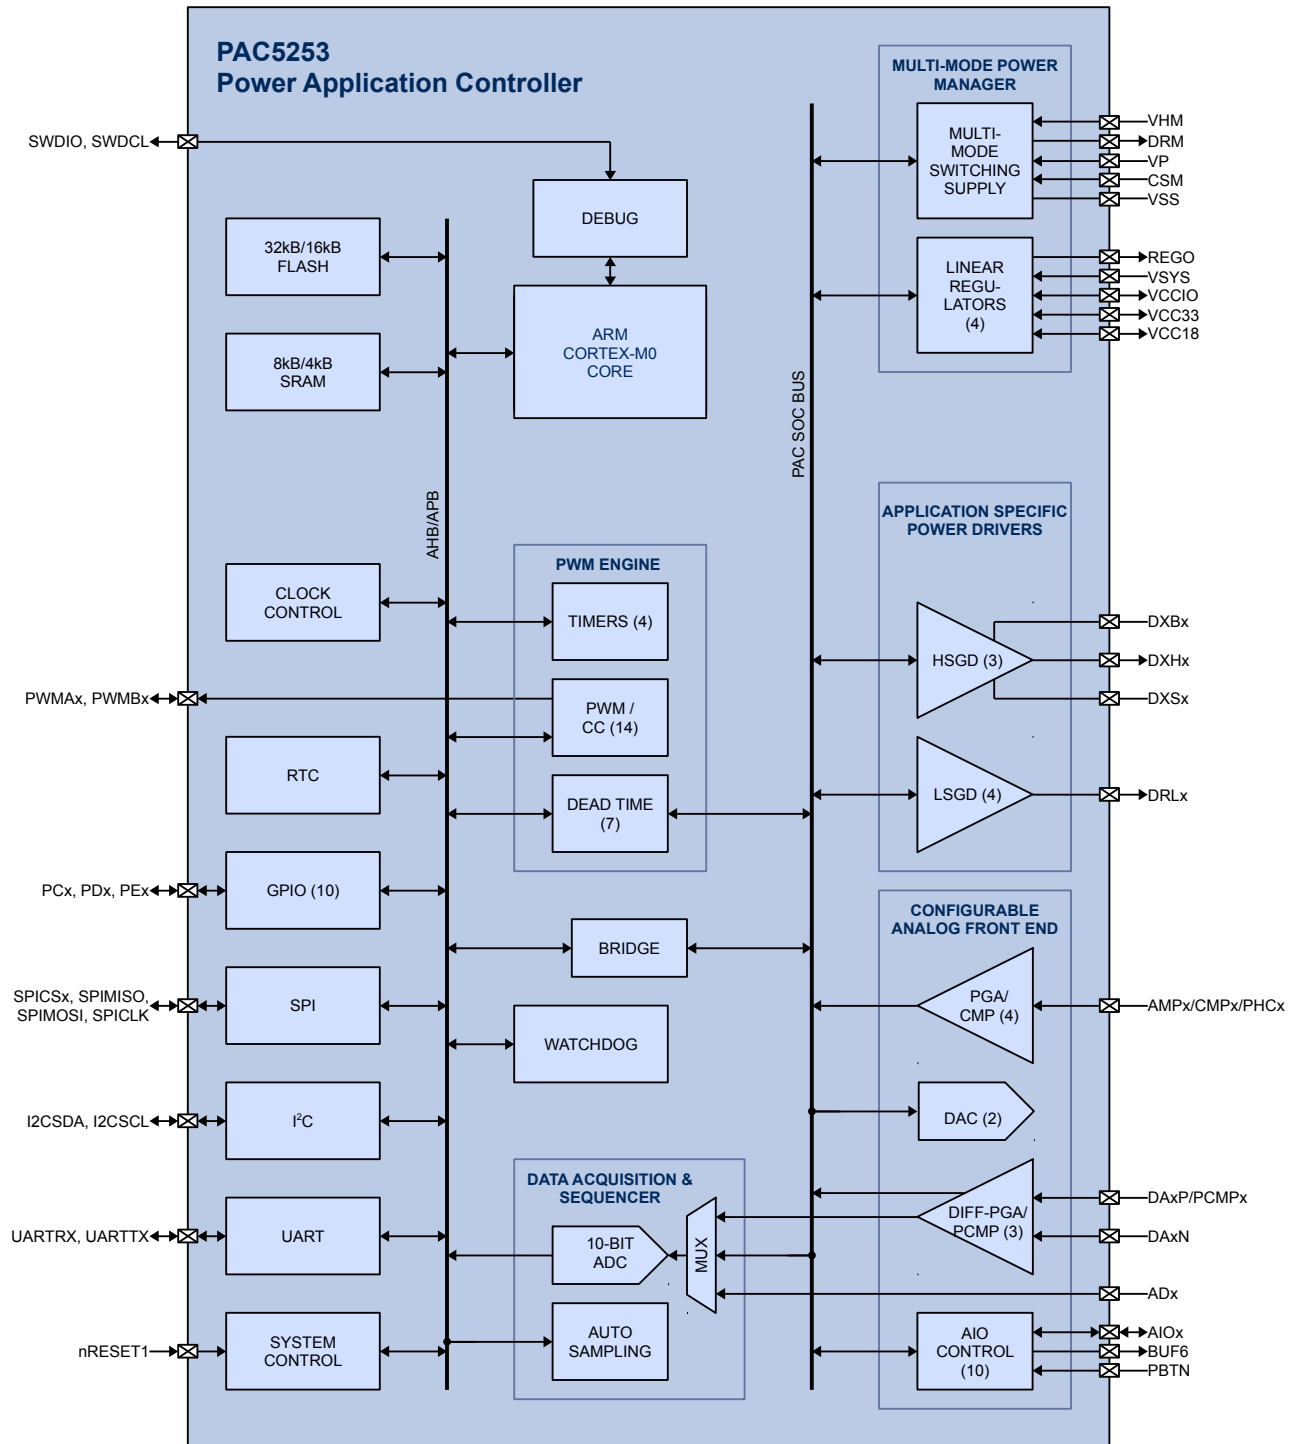 PAC5253
Power Application Controller
MULTI-MODE POWER
MANAGER
MULTI-
MODE
SWITCHING
SUPPLY
VHM
DRM
VP
CSM
VSS
LINEAR
REGU-
LATORS
(4)
REGO
VSYS
VCCIO
VCC33
VCC18
SWDIO, SWDCL
DEBUG
32kB/16kB
FLASH
ARM
CORTEX-M0
CORE
8kB/4kB
SRAM
AHB/APB
PAC SOC BUS
APPLICATION SPECIFIC
POWER DRIVERS
HSGD (3)
DXBx
DXHx
DXSx
LSGD (4)
DRLx
CLOCK
CONTROL
PWM ENGINE
TIMERS (4)
PWMAx, PWMBx
PWM /
CC (14)
RTC
DEAD TIME
(7)
PCx, PDx, PEx
GPIO (10)
BRIDGE
CONFIGURABLE
ANALOG FRONT END
SPICSx, SPIMISO,
SPIMOSI, SPICLK
SPI
PGA/
CMP (4)
AMPx/CMPx/PHCx
WATCHDOG
I2CSDA, I2CSCL
I²C
DAC (2)
DATA ACQUISITION &
SEQUENCER
UARTRX, UARTTX
UART
10-BIT
ADC
MUX
DIFF-PGA/
PCMP (3)
DAxP/PCMPx
DAxN
ADx
nRESET1
SYSTEM
CONTROL
AUTO
SAMPLING
AIO
CONTROL
(10)
AIOx
BUF6
PBTN